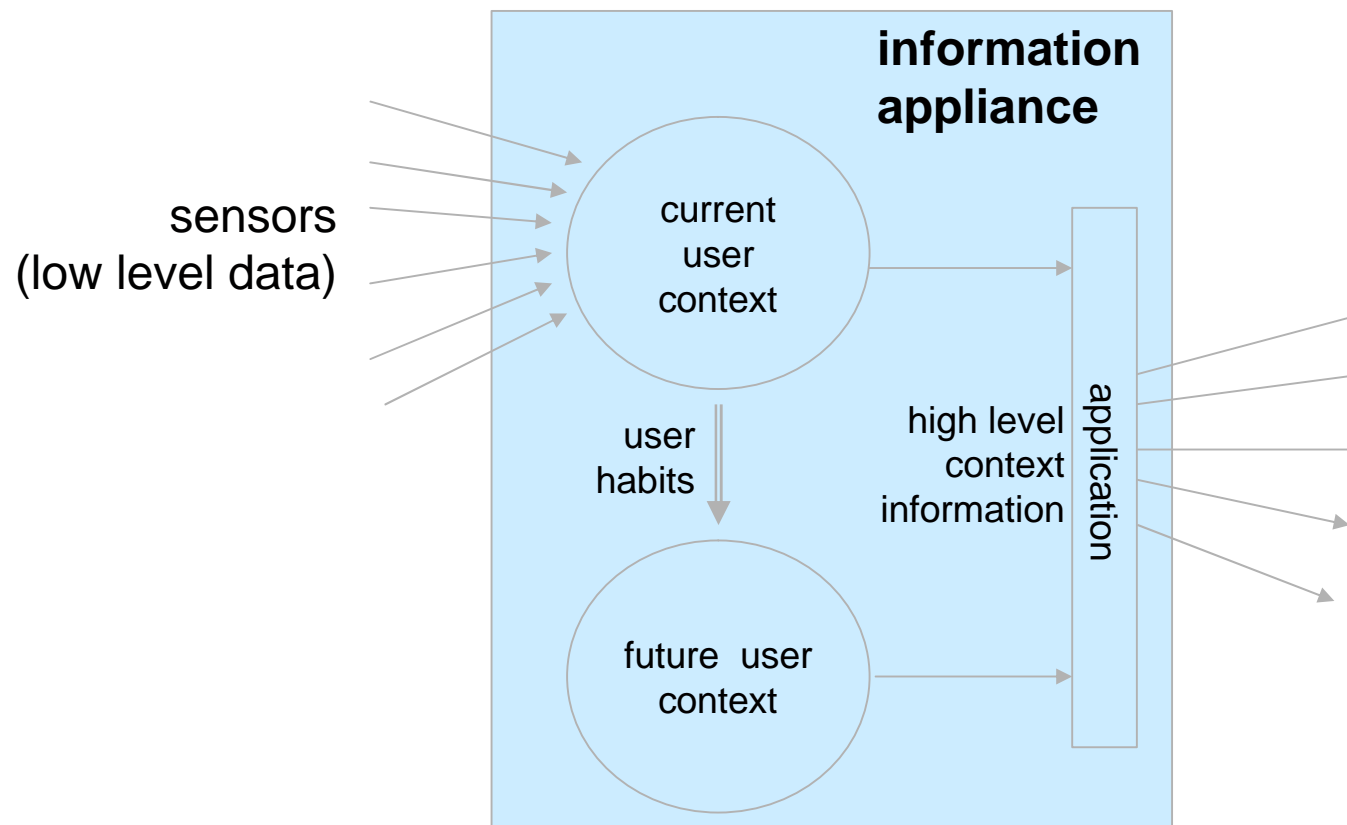 information
appliance
sensors
(low level data)
current
user
context
user
habits
high level
context
information
application
future user
context